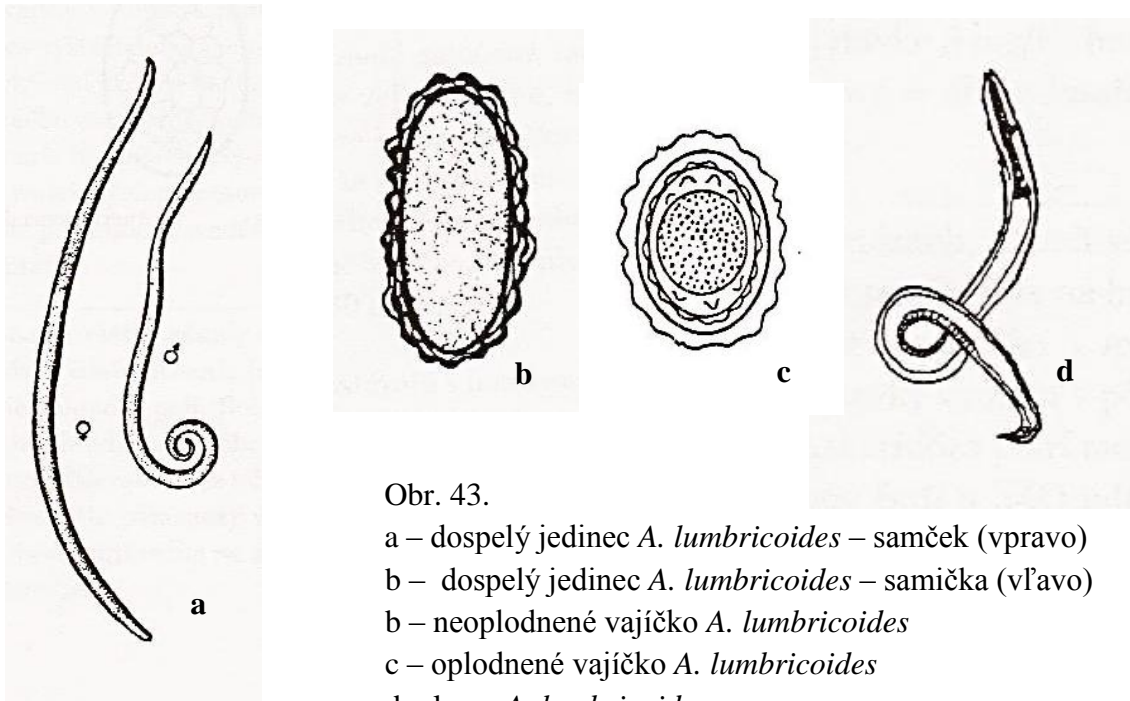 ♂
♀
a
b
c
d
Obr. 43.
a – dospelý jedinec A. lumbricoides – samček (vpravo)
b – dospelý jedinec A. lumbricoides – samička (vľavo)
b – neoplodnené vajíčko A. lumbricoides
c – oplodnené vajíčko A. lumbricoides